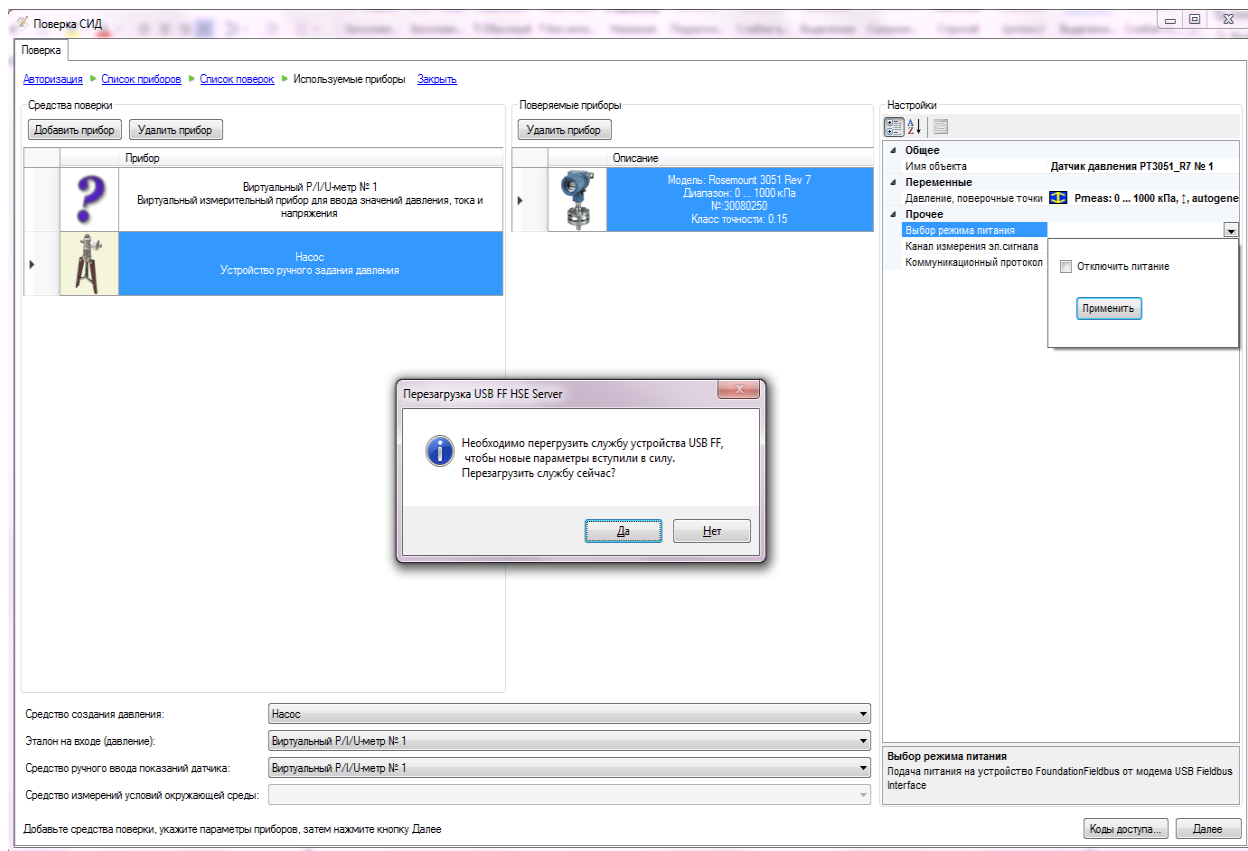 Поверка СИД
Поверка
Авторизация Список приборов Список поверок Используемые приборы Закрыть
Средства поверки
Добавить прибор Удалить прибор
Прибор
Виртуальный P/I/U-метр № 1
Виртуальный измерительный прибор для ввода значений давления, тока и
напряжения
Насос
Устройство ручного задания давления
Поверяемые приборы
Удалить прибор
Описание
Модель: Rosemount 3051 Rev 7
Диапазон: 0 ... 1000 кПа
№:30080250
Класс точности: 0.15
Настройки
Общее
Имя объекта Датчик давления PT3051_R7 № 1
Переменные
Давление, поверочные точки Pmeas: 0 ... 1000 кПа, ↕, autogene
Прочее
Выбор режима питания
Канал измерения эл.сигнала
Коммуникационный протокол
Отключить питание
Применить
Перезагрузка USB FF HSE Server
Необходимо перегрузить службу устройства USB FF,
чтобы новые параметры вступили в силу.
Перезагрузить службу сейчас?
Да Нет
Средство создания давления: Насос
Эталон на входе (давление): Виртуальный P/I/U-метр № 1
Средство ручного ввода показаний датчика: Виртуальный P/I/U-метр № 1
Средство измерений условий окружающей среды:
Выбор режима питания
Подача питания на устройство FoundationFieldbus от модема USB Fieldbus
Interface
Добавьте средства поверки, укажите параметры приборов, затем нажмите кнопку Далее
Коды доступа... Далее